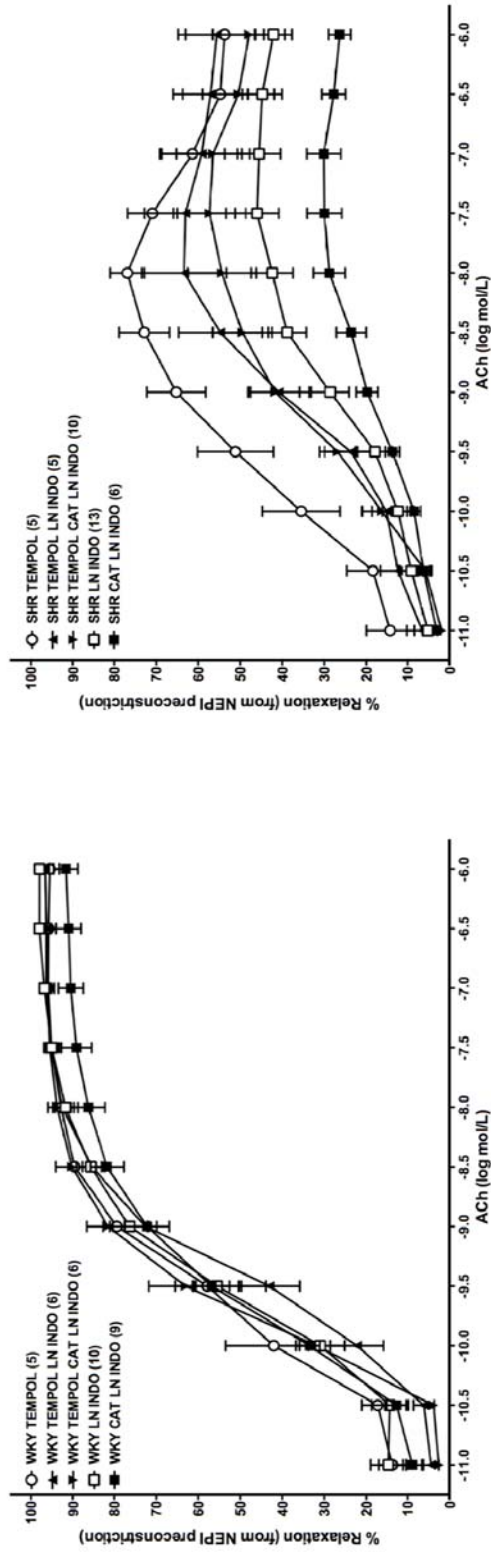 100
90
80
70
60
50
40
30
20
10
0
% Relaxation (from NEPI preconstriction)
WKY TEMPOL (5)
WKY TEMPOL LN INDO (6)
WKY TEMPOL CAT LN INDO (6)
WKY LN INDO (10)
WKY CAT LN INDO (9)
-11.0 -10.5 -10.0 -9.5 -9.0 -8.5 -8.0 -7.5 -7.0 -6.5 -6.0
ACh (log mol/L)
100
90
80
70
60
50
40
30
20
10
0
% Relaxation (from NEPI preconstriction)
SHR TEMPOL (5)
SHR TEMPOL LN INDO (5)
SHR TEMPOL CAT LN INDO (10)
SHR LN INDO (13)
SHR CAT LN INDO (6)
-11.0 -10.5 -10.0 -9.5 -9.0 -8.5 -8.0 -7.5 -7.0 -6.5 -6.0
ACh (log mol/L)